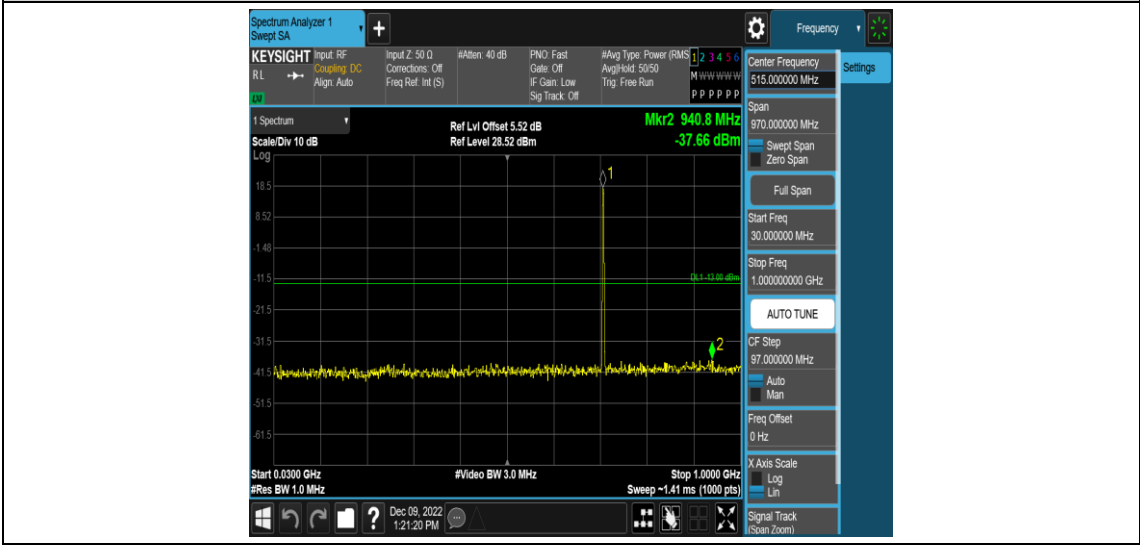 Spectrum Analyzer 1
Swept SA
+
Frequency
KEYSIGHT
RL
Input: RF
Coupling: DC
Align: Auto
Input Z: 50 Ω
Corrections: Off
Freq Ref: Int (S)
#Atten: 40 dB
PNO: Fast
Gate: Off
IF Gain: Low
Sig Track: Off
#Avg Type: Power (RMS
Avg|Hold: 50/50
Trig: Free Run
1 2 3 4 5 6
M W W W W W
P P P P P P
1 Spectrum
Scale/Div 10 dB
Log
Ref Lvl Offset 5.52 dB
Ref Level 28.52 dBm
Mkr2 940.8 MHz
-37.66 dBm
1
18.5
8.52
-1.48
-11.5
DL1 -13.00 dBm
-21.5
-31.5
2
-41.5
-51.5
-61.5
Start 0.0300 GHz
#Res BW 1.0 MHz
#Video BW 3.0 MHz
Stop 1.0000 GHz
Sweep ~1.41 ms (1000 pts)
?
Dec 09, 2022
1:21:20 PM
Center Frequency
515.000000 MHz
Settings
Span
970.000000 MHz
Swept Span
Zero Span
Full Span
Start Freq
30.000000 MHz
Stop Freq
1.000000000 GHz
AUTO TUNE
CF Step
97.000000 MHz
Auto
Man
Freq Offset
0 Hz
X Axis Scale
Log
Lin
Signal Track
(Span Zoom)